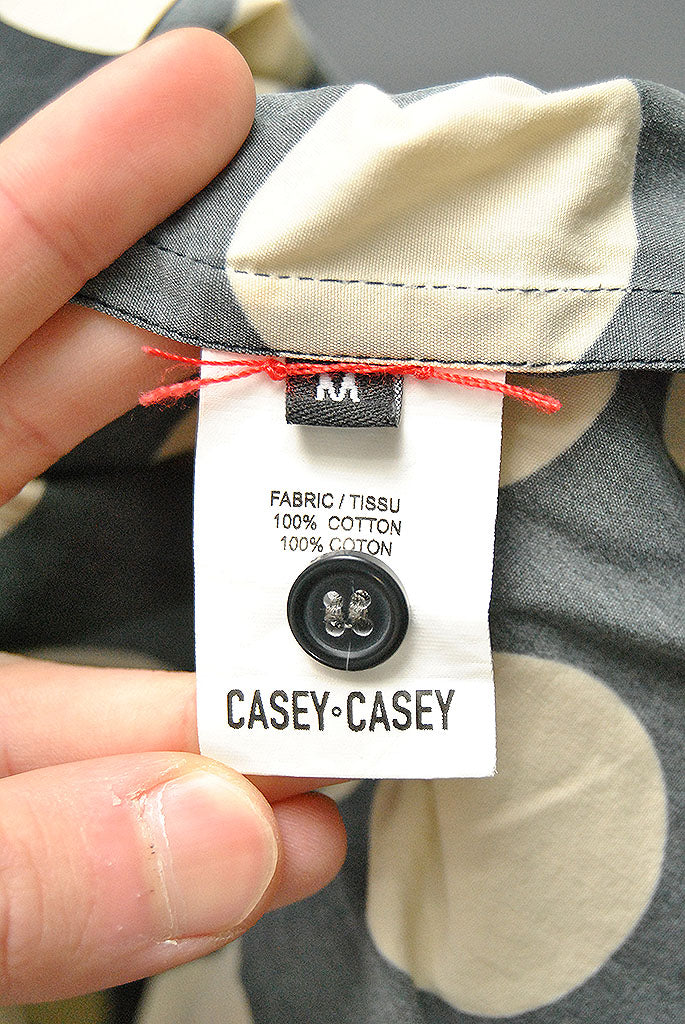 M
FABRIC / TISSU
100% COTTON
100% COTON
CASEY∘CASEY